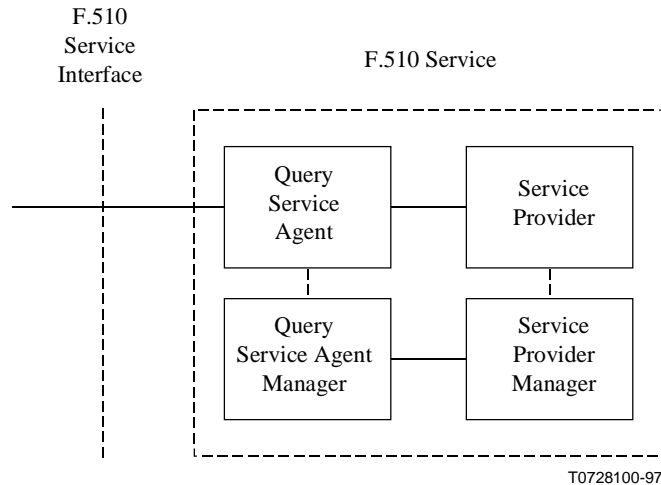 F.510
Service
Interface
F.510 Service
Query
Service
Agent
Service
Provider
Query
Service Agent
Manager
Service
Provider
Manager
T0728100-97